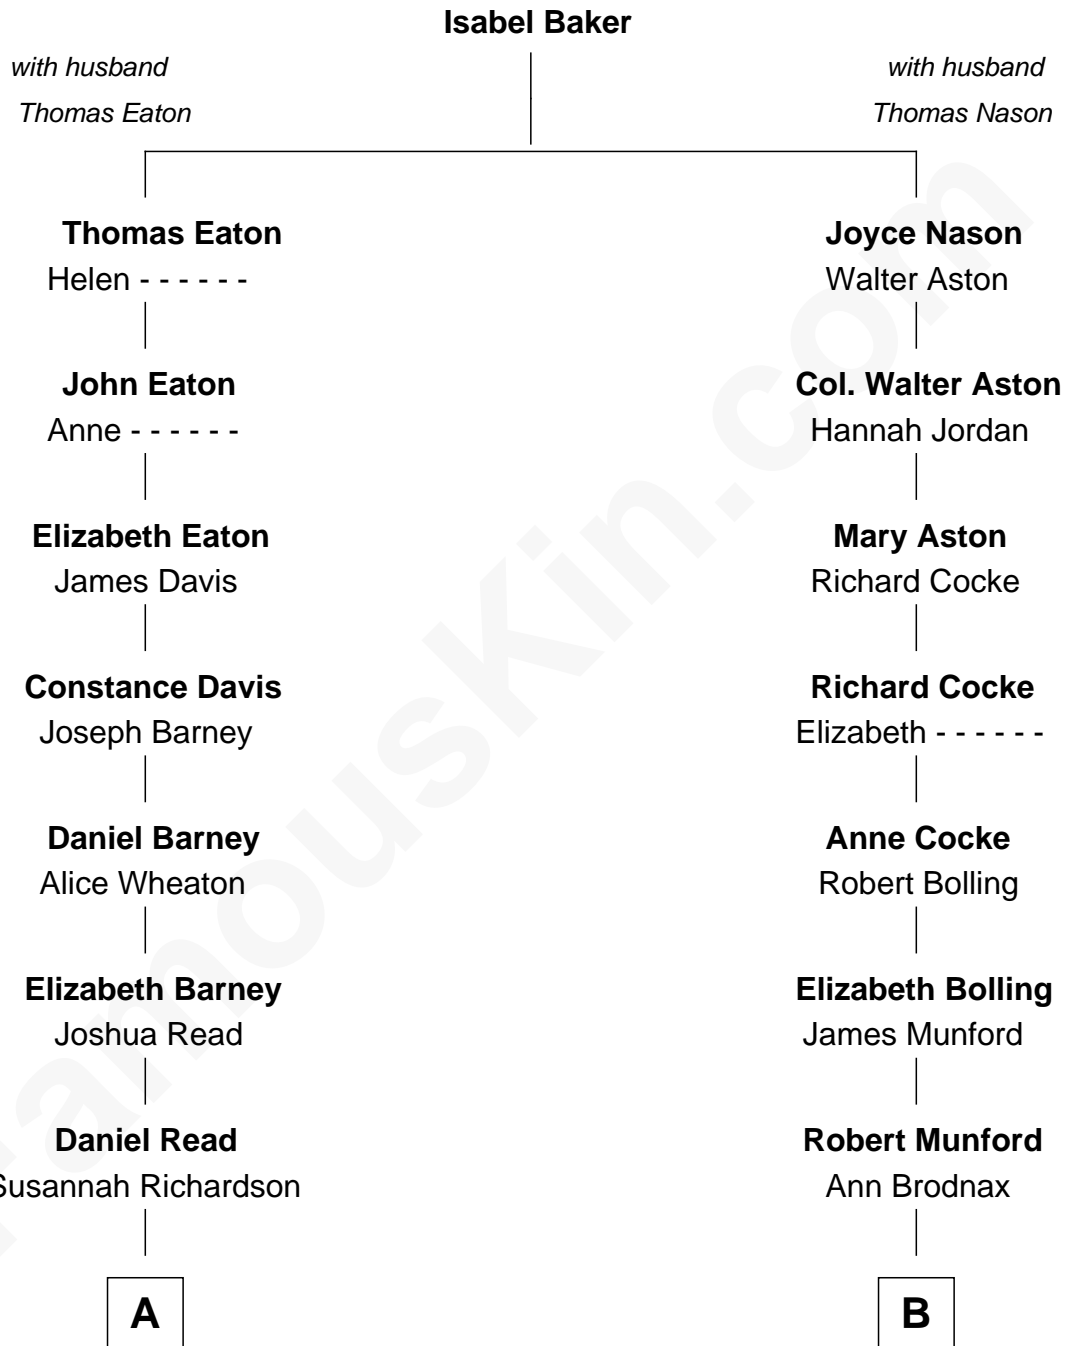 Isabel Baker
with husband
Thomas Eaton
with husband
Thomas Nason
Thomas Eaton
Helen - - - - - -
Joyce Nason
Walter Aston
John Eaton
Anne - - - - - -
Col. Walter Aston
Hannah Jordan
Elizabeth Eaton
James Davis
Mary Aston
Richard Cocke
Constance Davis
Joseph Barney
Richard Cocke
Elizabeth - - - - - -
Daniel Barney
Alice Wheaton
Anne Cocke
Robert Bolling
Elizabeth Barney
Joshua Read
Elizabeth Bolling
James Munford
Daniel Read
Susannah Richardson
Robert Munford
Ann Brodnax
A
B
FamousKin.com